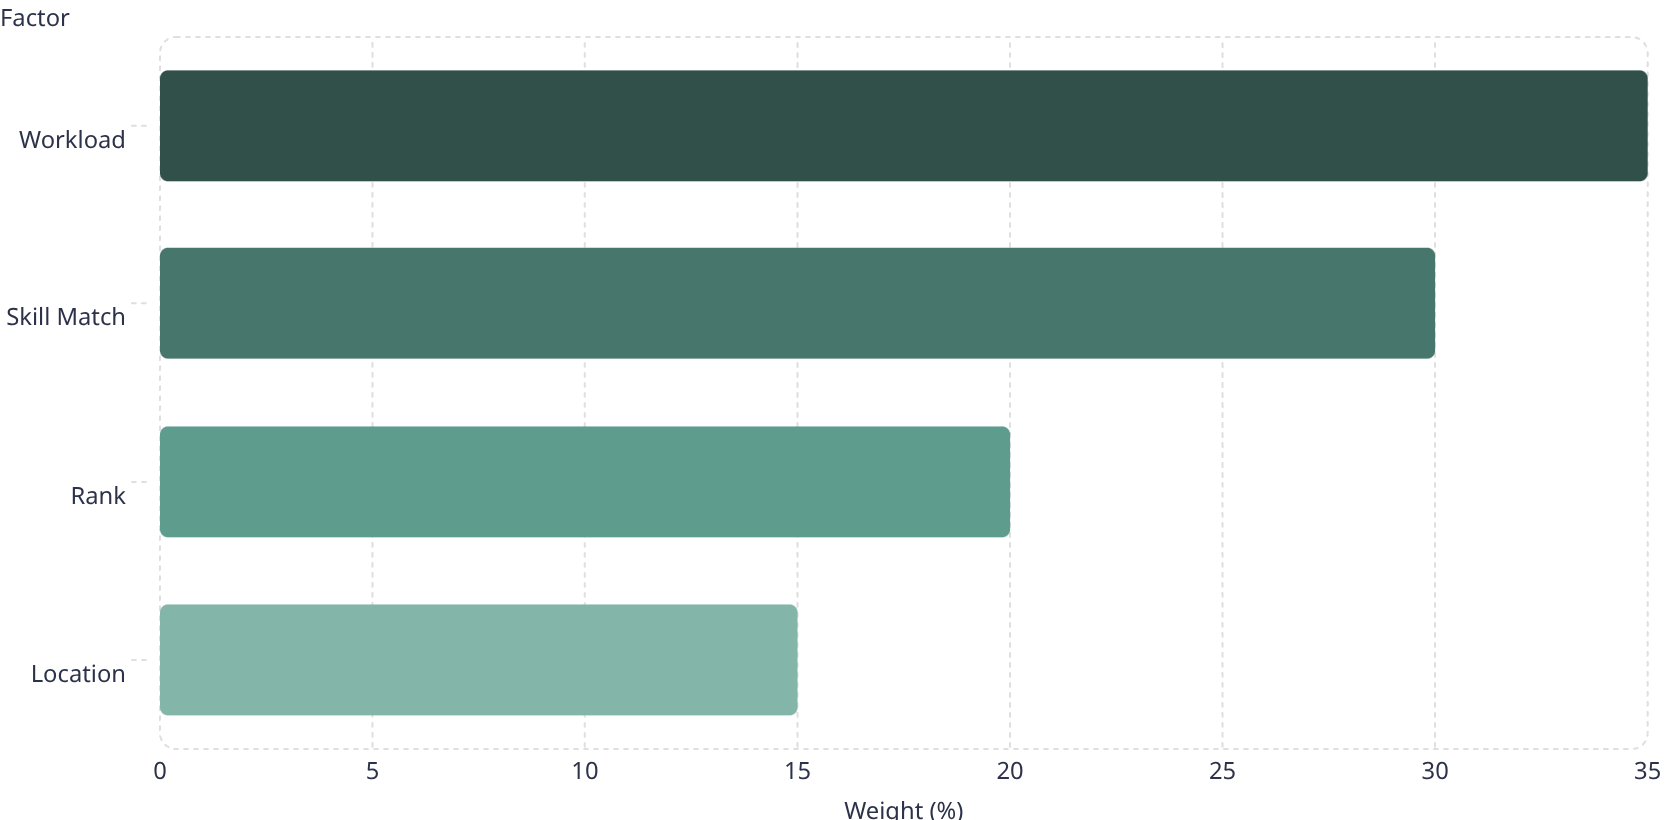 Factor
Workload
Skill Match
Rank
Location
0 5 10 15 20 25 30 35
Weight (%)